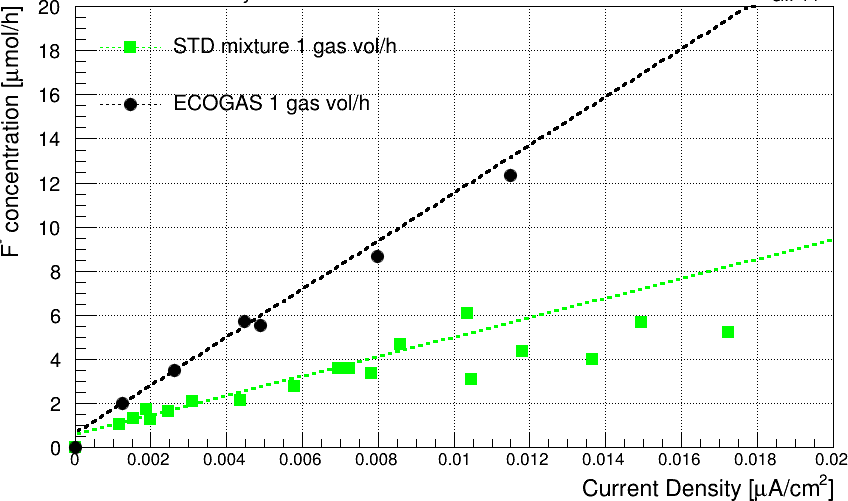 20
18
16
14
12
10
8
6
4
2
0
F- concentration [μmol/h]
STD mixture 1 gas vol/h
ECOGAS 1 gas vol/h
0 0.002 0.004 0.006 0.008 0.01 0.012 0.014 0.016 0.018 0.02
Current Density [μA/cm²]